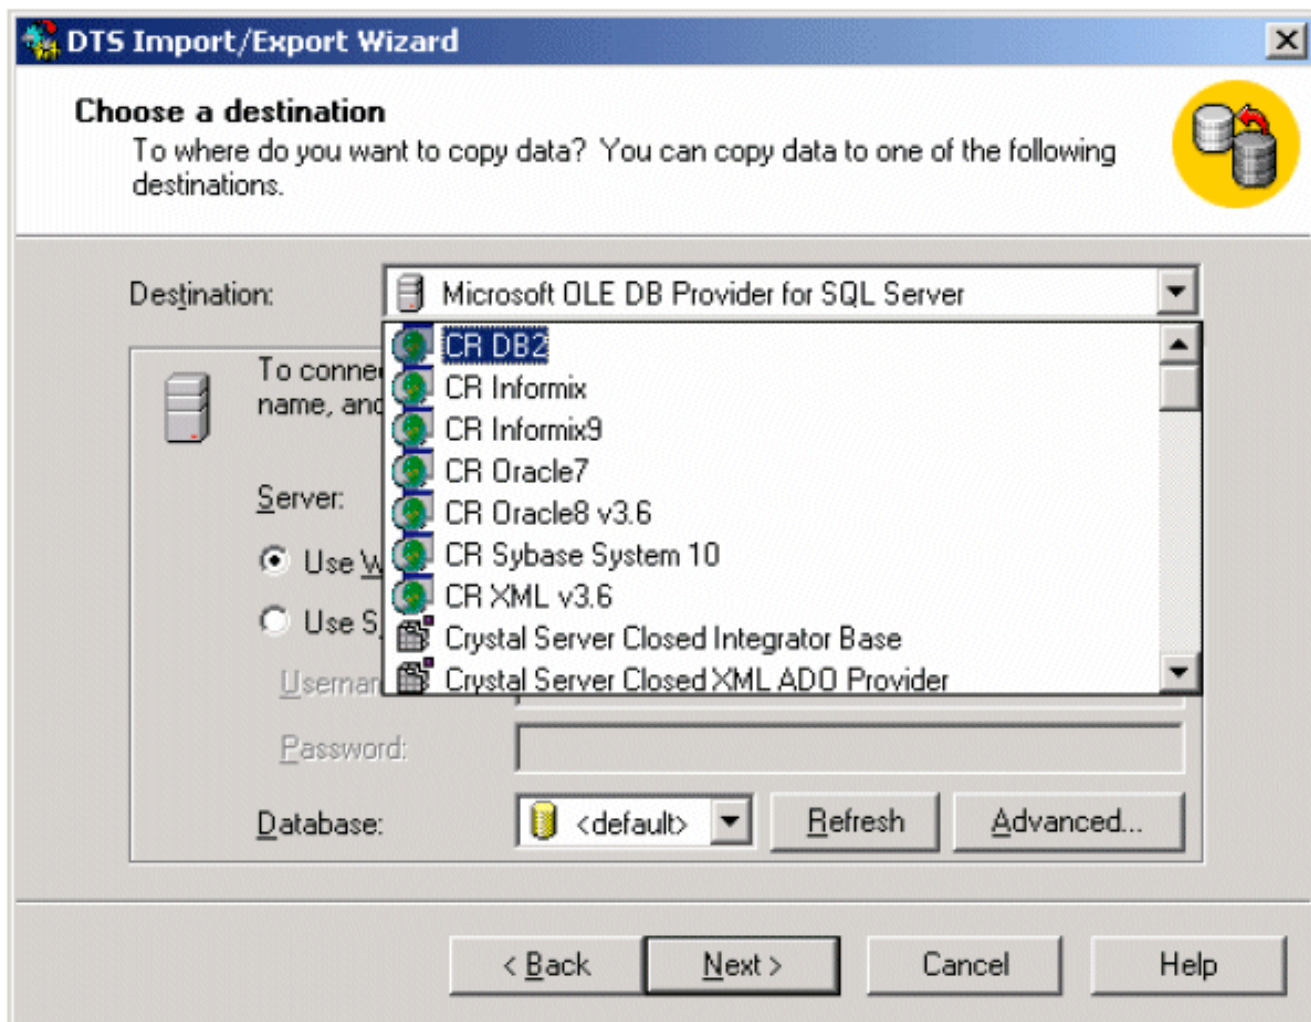 DTS Import/Export Wizard
Choose a destination
To where do you want to copy data? You can copy data to one of the following
destinations.
Destination:
Microsoft OLE DB Provider for SQL Server
CR DB2
CR Informix
CR Informix9
CR Oracle7
CR Oracle8 v3.6
CR Sybase System 10
CR XML v3.6
Crystal Server Closed Integrator Base
Crystal Server Closed XML ADO Provider
To connec
name, and
Server:
Use W
Use S
Usernam
Password:
Database:
<default>
Refresh
Advanced...
< Back
Next >
Cancel
Help